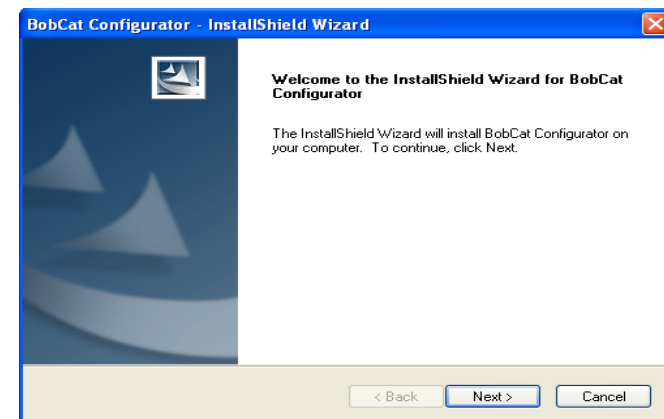 BobCat Configurator - InstallShield Wizard
Welcome to the InstallShield Wizard for BobCat
Configurator
The InstallShield Wizard will install BobCat Configurator on
your computer. To continue, click Next.
< Back
Next >
Cancel